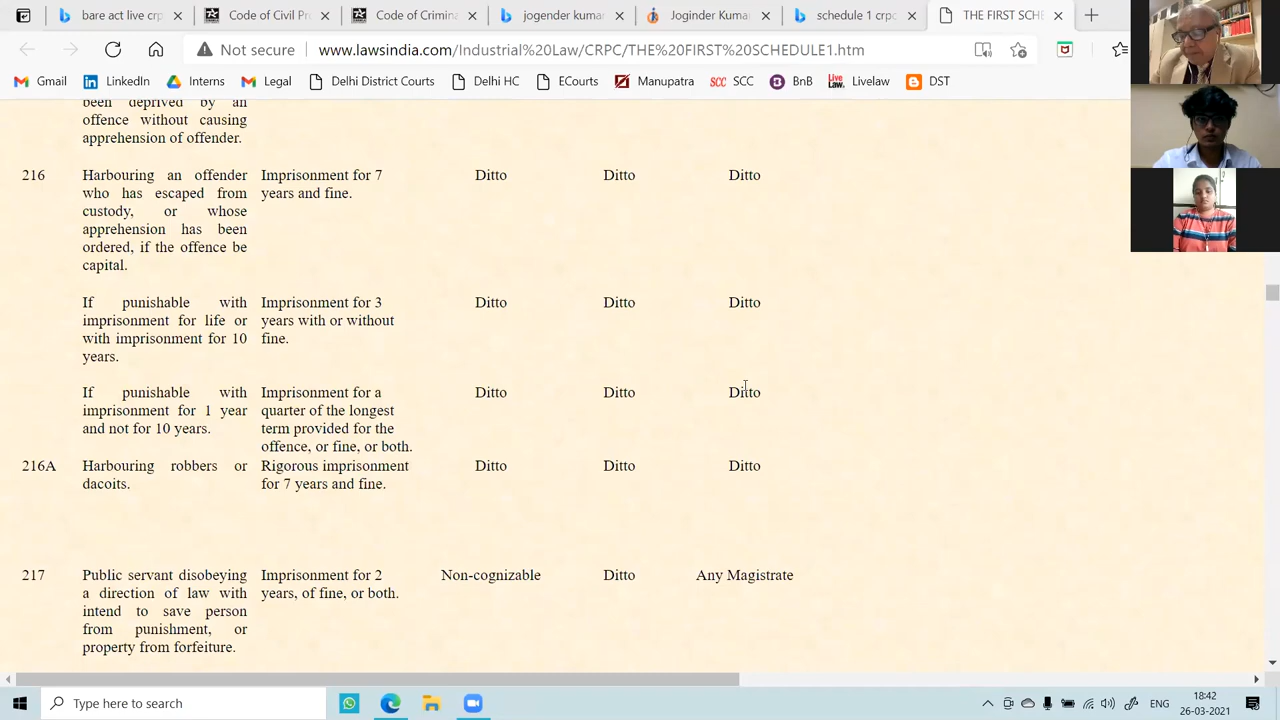 bare act live crp
Code of Civil Pr
Code of Crimina
jogender kumar
Joginder Kuma
schedule 1 crpc
THE FIRST SCHE
Not secure www.lawsindia.com/Industrial%20Law/CRPC/THE%20FIRST%20SCHEDULE1.htm
Gmail LinkedIn Interns Legal Delhi District Courts Delhi HC ECourts Manupatra SCC SCC BnB Live Law. Livelaw DST
been deprived by an
offence without causing
apprehension of offender.
216 Harbouring an offender Imprisonment for 7 Ditto Ditto Ditto
who has escaped from years and fine.
custody, or whose
apprehension has been
ordered, if the offence be
capital.
If punishable with Imprisonment for 3 Ditto Ditto Ditto
imprisonment for life or years with or without
with imprisonment for 10 fine.
years.
If punishable with Imprisonment for a Ditto Ditto Ditto
imprisonment for 1 year quarter of the longest
and not for 10 years. term provided for the
offence, or fine, or both.
216A Harbouring robbers or Rigorous imprisonment Ditto Ditto Ditto
dacoits. for 7 years and fine.
217 Public servant disobeying Imprisonment for 2 Non-cognizable Ditto Any Magistrate
a direction of law with years, of fine, or both.
intend to save person
from punishment, or
property from forfeiture.
Type here to search
ENG
18:42
26-03-2021